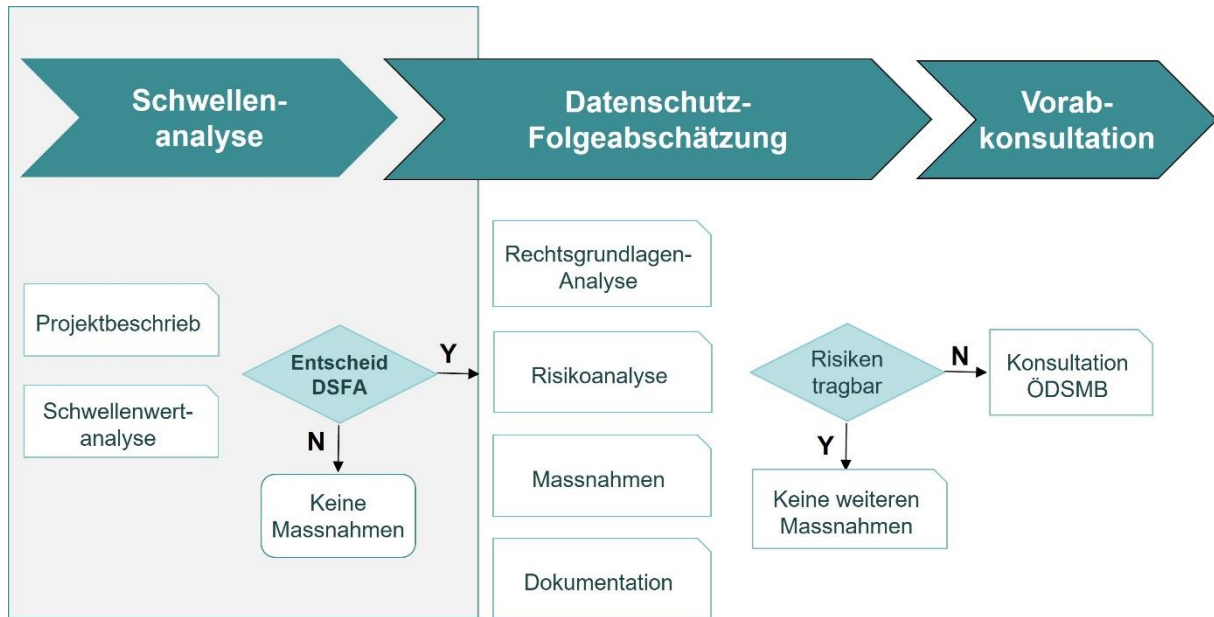 Schwellen-
analyse
Datenschutz-
Folgeabschätzung
Vorab-
konsultation
Projektbeschrieb
Schwellenwert-
analyse
Entscheid
DSFA
Y
N
Keine
Massnahmen
Rechtsgrundlagen-
Analyse
Risikoanalyse
Massnahmen
Dokumentation
Risiken
tragbar
N
Y
Konsultation
ÖDSMB
Keine weiteren
Massnahmen